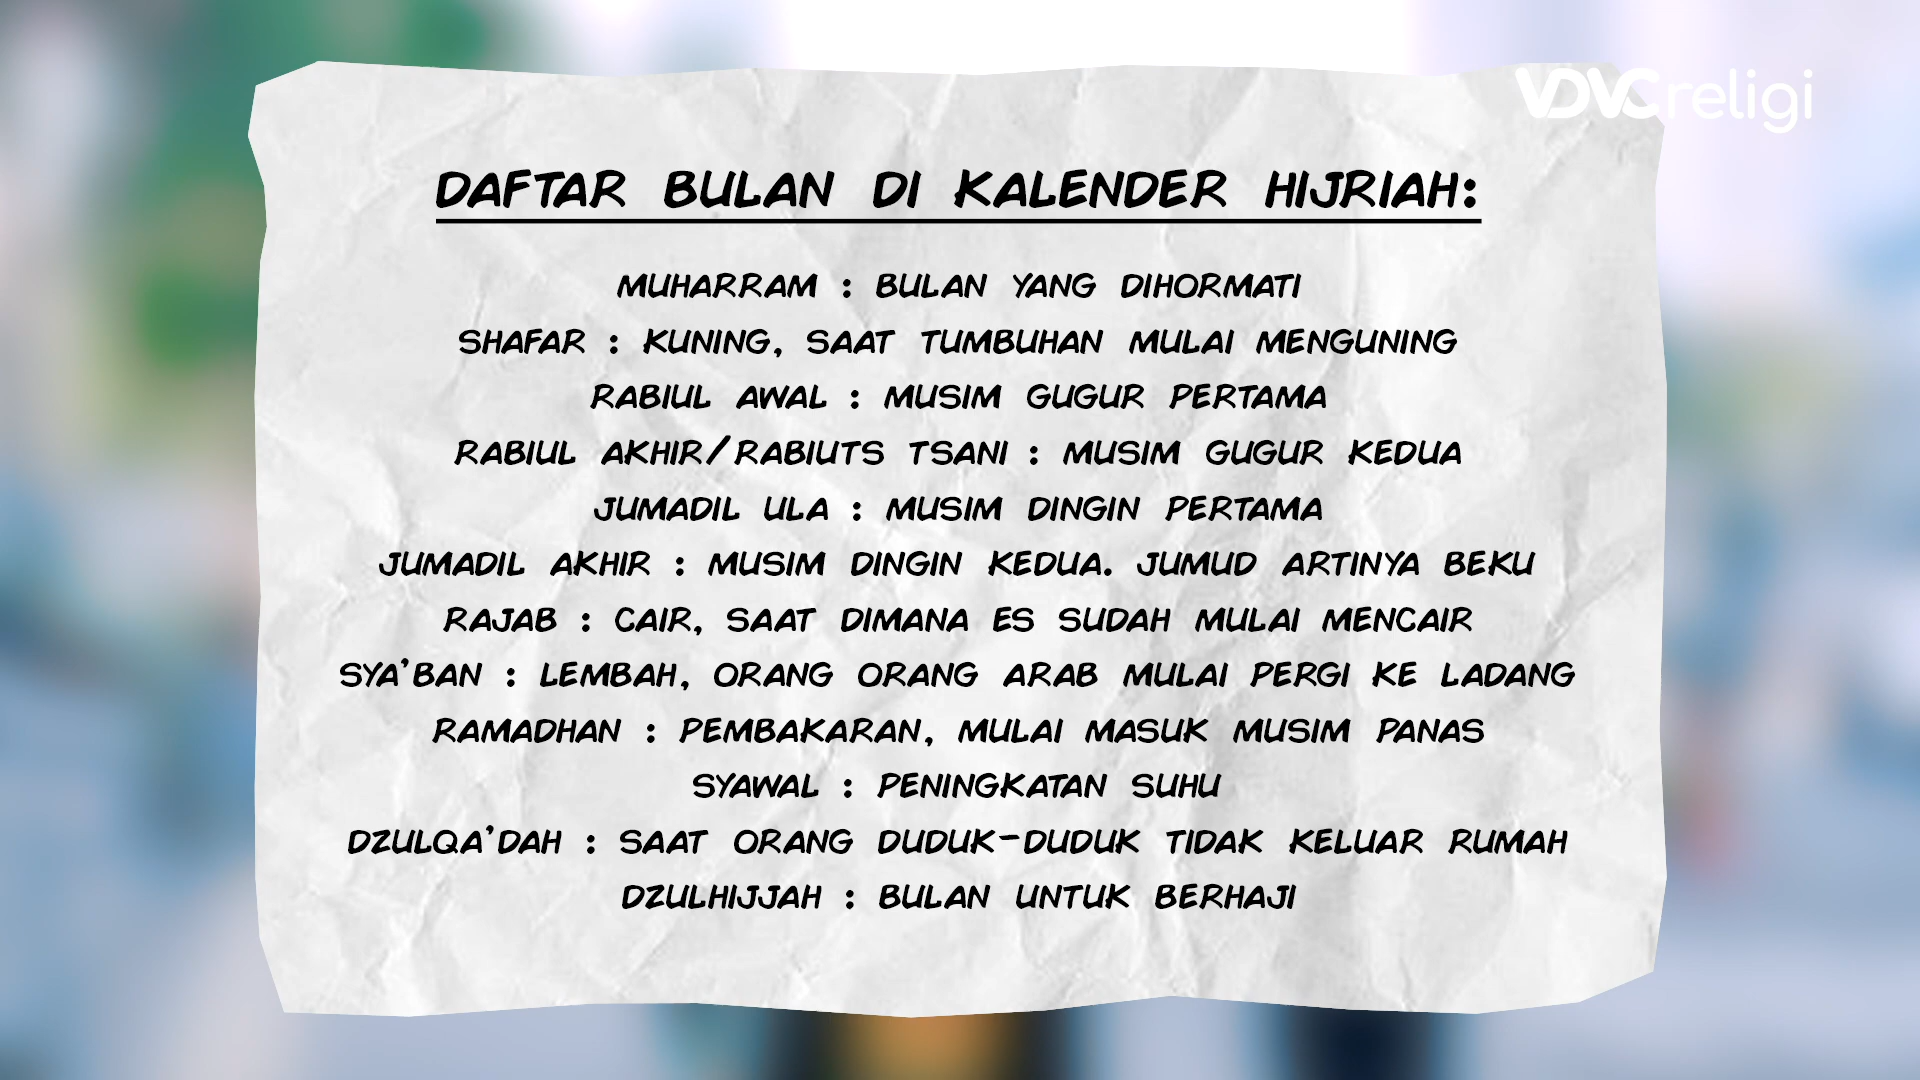 VDVC religi
DAFTAR BULAN DI KALENDER HIJRIAH:
MUHARRAM : BULAN YANG DIHORMATI
SHAFAR : KUNING, SAAT TUMBUHAN MULAI MENGUNING
RABIUL AWAL : MUSIM GUGUR PERTAMA
RABIUL AKHIR/RABIUTS TSANI : MUSIM GUGUR KEDUA
JUMADIL ULA : MUSIM DINGIN PERTAMA
JUMADIL AKHIR : MUSIM DINGIN KEDUA. JUMUD ARTINYA BEKU
RAJAB : CAIR, SAAT DIMANA ES SUDAH MULAI MENCAIR
SYA'BAN : LEMBAH, ORANG ORANG ARAB MULAI PERGI KE LADANG
RAMADHAN : PEMBAKARAN, MULAI MASUK MUSIM PANAS
SYAWAL : PENINGKATAN SUHU
DZULQA'DAH : SAAT ORANG DUDUK-DUDUK TIDAK KELUAR RUMAH
DZULHIJJAH : BULAN UNTUK BERHAJI